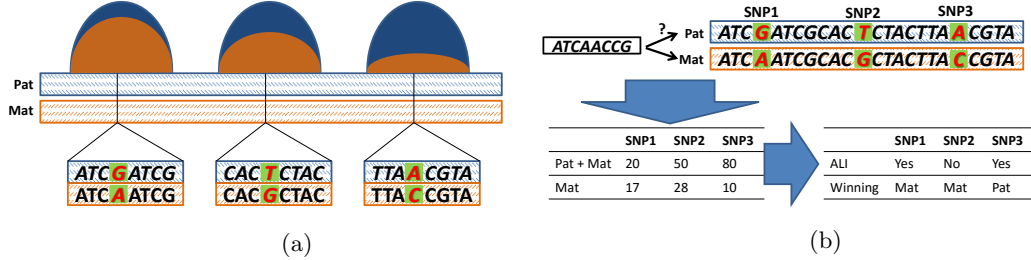 Pat
Mat
ATCGATCG
ATCAATCG
CACTCTAC
CACGCTAC
TTAACGTA
TTACCGTA
(a)
SNP1 SNP2 SNP3
ATCAACCG
?
Pat
ATCGATCGCACTCTACTTAACGTA
Mat
ATCAATCGCACGCTACTTACCGTA
SNP1 SNP2 SNP3
Pat + Mat 20 50 80
Mat 17 28 10
SNP1 SNP2 SNP3
ALI Yes No Yes
Winning Mat Mat Pat
(b)